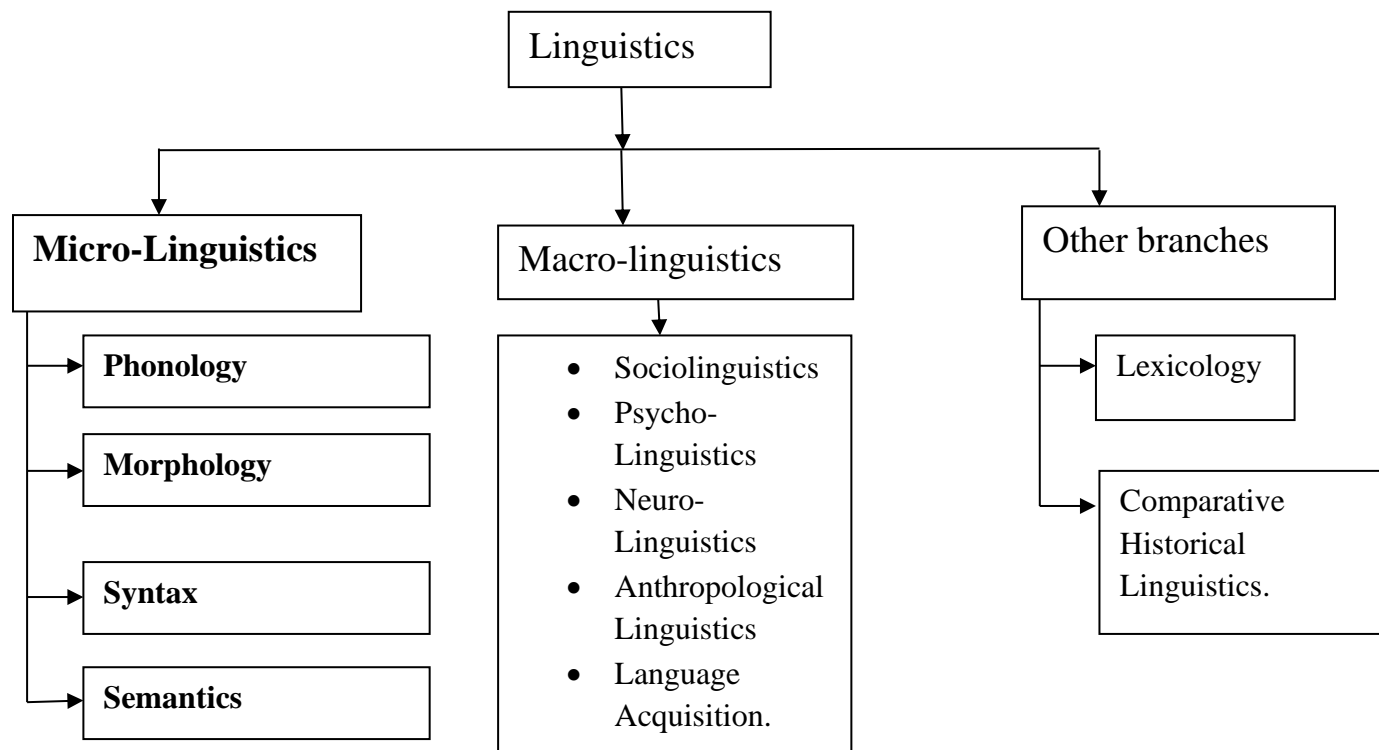 Linguistics
Micro-Linguistics
Phonology
Morphology
Syntax
Semantics
Macro-linguistics
• Sociolinguistics
• Psycho-
Linguistics
• Neuro-
Linguistics
• Anthropological
Linguistics
• Language
Acquisition.
Other branches
Lexicology
Comparative
Historical
Linguistics.